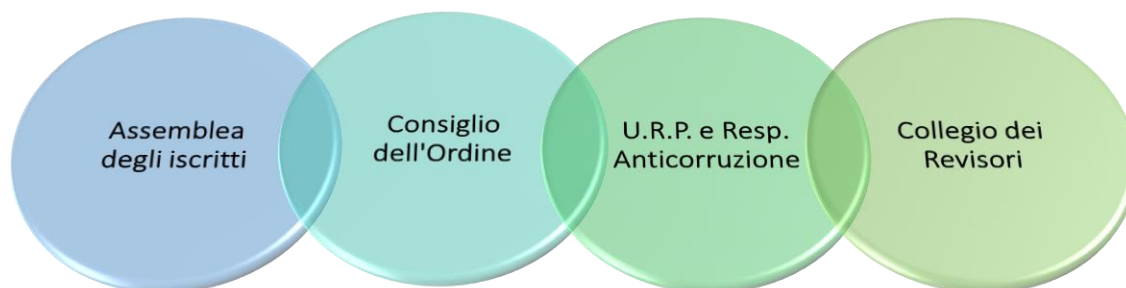 Assemblea
degli iscritti
Consiglio
dell'Ordine
U.R.P. e Resp.
Anticorruzione
Collegio dei
Revisori